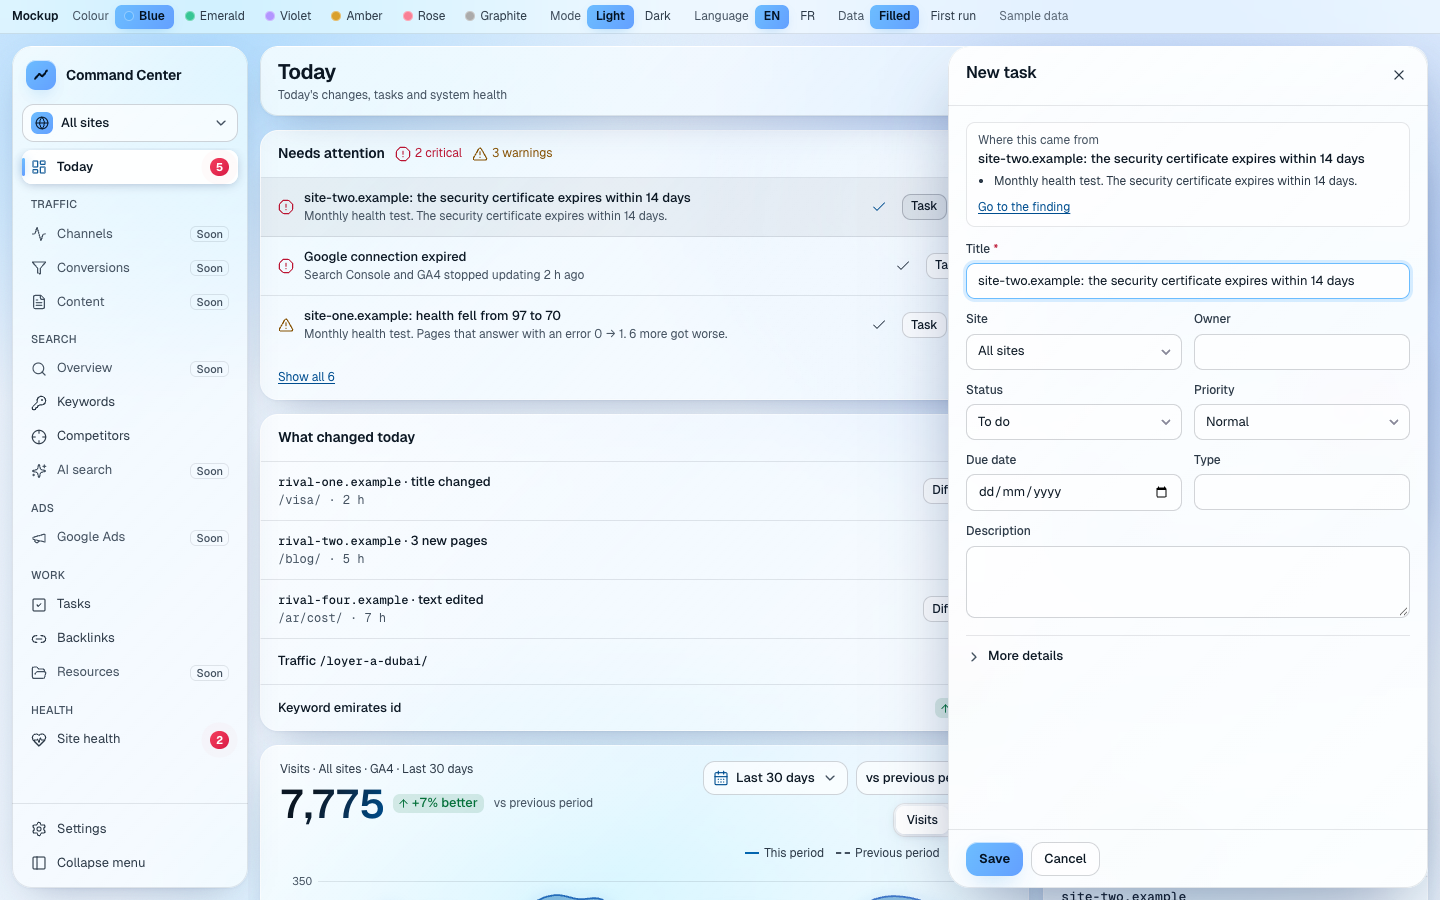 Mockup Colour Blue Emerald Violet Amber Rose Graphite Mode Light Dark Language EN FR Data Filled First run Sample data
Command Center
All sites
Today 5
TRAFFIC
Channels Soon
Conversions Soon
Content Soon
SEARCH
Overview Soon
Keywords
Competitors
AI search Soon
ADS
Google Ads Soon
WORK
Tasks
Backlinks
Resources Soon
HEALTH
Site health 2
Settings
Collapse menu
Today
Today's changes, tasks and system health
Needs attention 2 critical 3 warnings
site-two.example: the security certificate expires within 14 days
Monthly health test. The security certificate expires within 14 days.
Task
Google connection expired
Search Console and GA4 stopped updating 2 h ago
Ta
site-one.example: health fell from 97 to 70
Monthly health test. Pages that answer with an error 0 → 1. 6 more got worse.
Task
Show all 6
What changed today
rival-one.example · title changed
/visa/ · 2 h
Dif
rival-two.example · 3 new pages
/blog/ · 5 h
rival-four.example · text edited
/ar/cost/ · 7 h
Dif
Traffic /loyer-a-dubai/
Keyword emirates id
Visits · All sites · GA4 · Last 30 days
7,775 ↑ +7% better vs previous period
Last 30 days
vs previous pe
Visits
This period Previous period
350
New task
Where this came from
site-two.example: the security certificate expires within 14 days
• Monthly health test. The security certificate expires within 14 days.
Go to the finding
Title *
site-two.example: the security certificate expires within 14 days
Site Owner
All sites
Status Priority
To do Normal
Due date Type
dd/mm/yyyy
Description
More details
Save Cancel
site-two.example